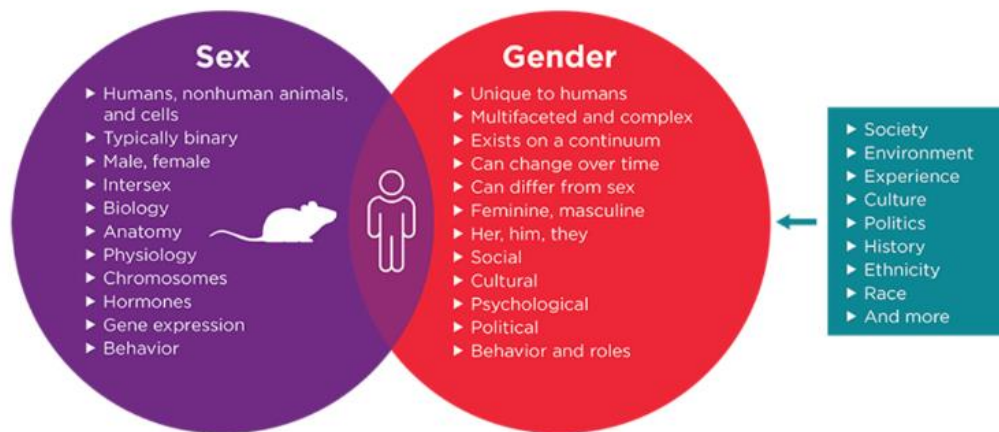 Sex
▶ Humans, nonhuman animals,
and cells
▶ Typically binary
▶ Male, female
▶ Intersex
▶ Biology
▶ Anatomy
▶ Physiology
▶ Chromosomes
▶ Hormones
▶ Gene expression
▶ Behavior
Gender
▶ Unique to humans
▶ Multifaceted and complex
▶ Exists on a continuum
▶ Can change over time
▶ Can differ from sex
▶ Feminine, masculine
▶ Her, him, they
▶ Social
▶ Cultural
▶ Psychological
▶ Political
▶ Behavior and roles
▶ Society
▶ Environment
▶ Experience
▶ Culture
▶ Politics
▶ History
▶ Ethnicity
▶ Race
▶ And more